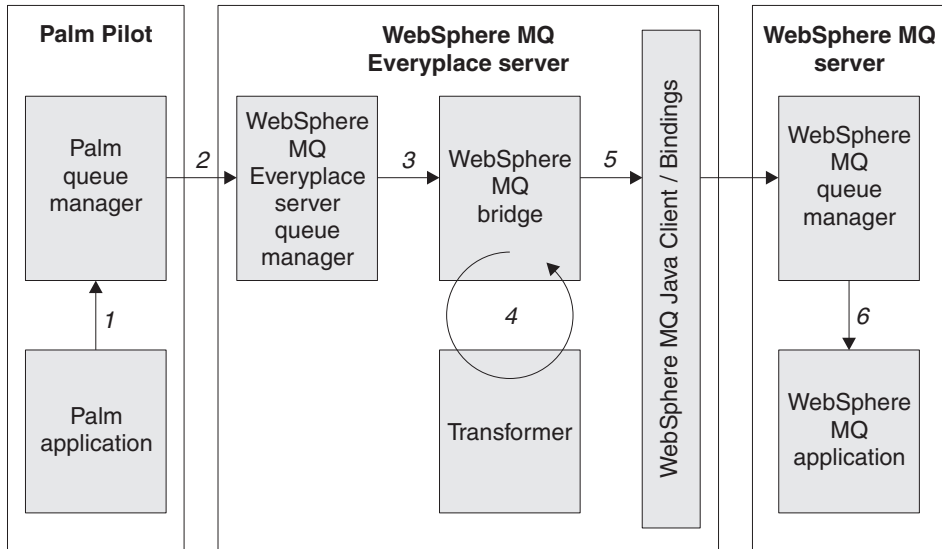 Palm Pilot
Palm
queue
manager
1
Palm
application
2
WebSphere MQ
Everyplace server
WebSphere
MQ
Everyplace
server
queue
manager
3
WebSphere
MQ
bridge
4
Transformer
5
WebSphere MQ Java Client / Bindings
WebSphere MQ
server
WebSphere
MQ
queue
manager
6
WebSphere
MQ
application